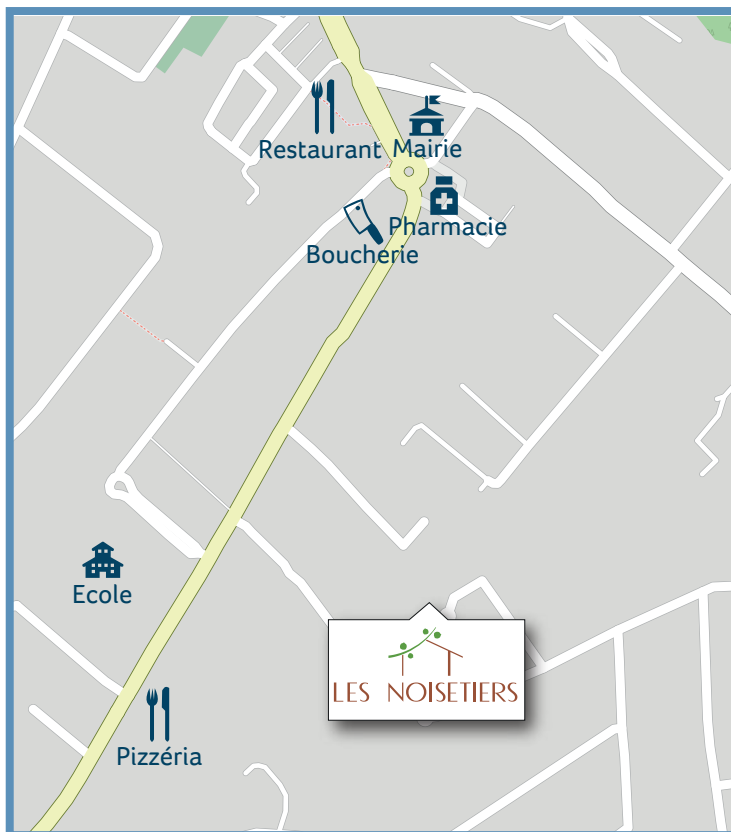 Restaurant
Mairie
Pharmacie
Boucherie
Ecole
LES NOISETIERS
Pizzéria